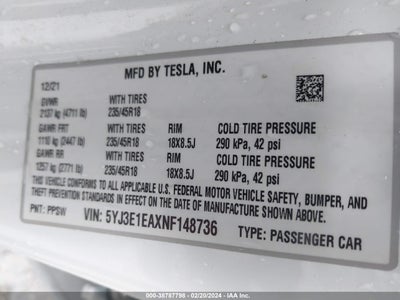 MFD BY TESLA, INC.
12/21
GVWR WITH TIRES
2137 kg (4711 lb) 235/45R18
GAWR FRT WITH TIRES RIM COLD TIRE PRESSURE
1110 kg (2447 lb) 235/45R18 18X8.5J 290 kPa, 42 psi
GAWR RR WITH TIRES RIM COLD TIRE PRESSURE
1257 kg (2771 lb) 235/45R18 18X8.5J 290 kPa, 42 psi
THIS VEHICLE CONFORMS TO ALL APPLICABLE U.S. FEDERAL MOTOR VEHICLE SAFETY, BUMPER, AND
THEFT PREVENTION STANDARDS IN EFFECT ON THE DATE OF MANUFACTURE SHOWN ABOVE.
PNT: PPSW VIN: 5YJ3E1EAXNF148736 TYPE: PASSENGER CAR
000-38787798 - 02/20/2024 - IAA Inc.